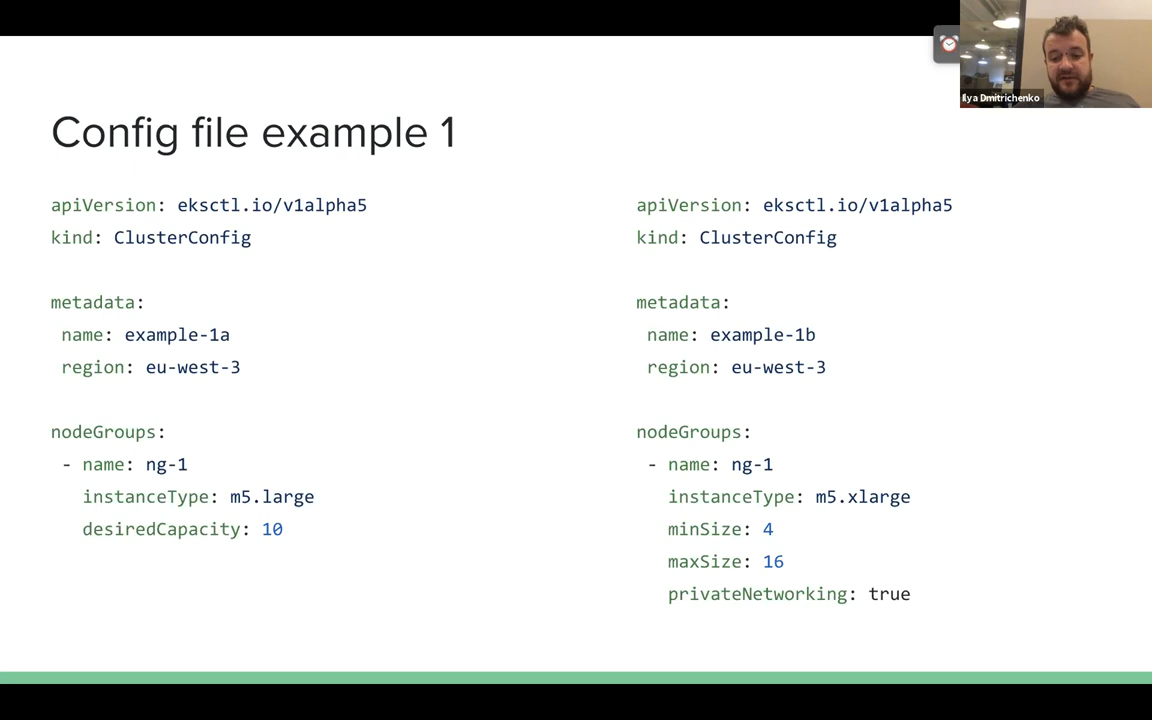 Ilya Dmitrichenko
Config file example 1
apiVersion: eksctl.io/v1alpha5
kind: ClusterConfig
metadata:
name: example-1a
region: eu-west-3
nodeGroups:
- name: ng-1
instanceType: m5.large
desiredCapacity: 10
apiVersion: eksctl.io/v1alpha5
kind: ClusterConfig
metadata:
name: example-1b
region: eu-west-3
nodeGroups:
- name: ng-1
instanceType: m5.xlarge
minSize: 4
maxSize: 16
privateNetworking: true